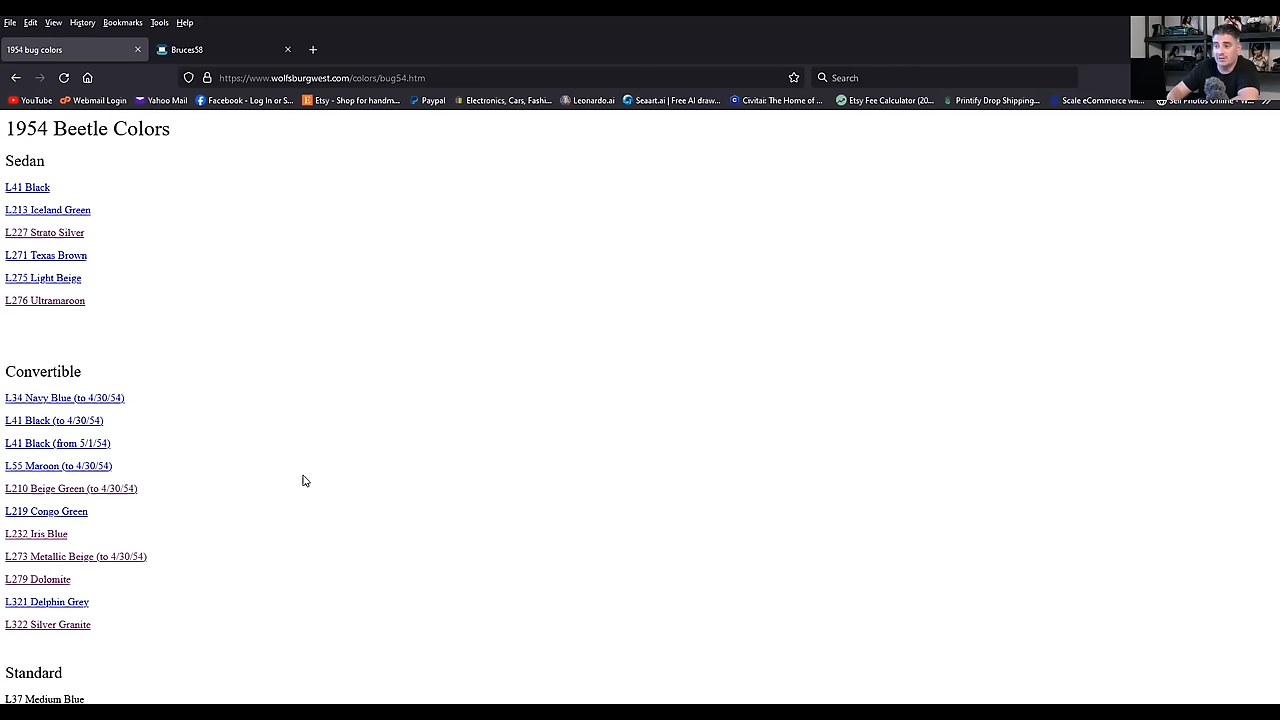 File Edit View History Bookmarks Tools Help
1954 bug colors Bruces58
https://www.wolfsburgwest.com/colors/bug54.htm Search
YouTube Webmail Login Yahoo Mail Facebook - Log In or S... Etsy - Shop for handm... Paypal Electronics, Cars, Fashi... Leonardo.ai Seaart.ai | Free AI draw... Civitai: The Home of ... Etsy Fee Calculator (20... Printify Drop Shipping... Scale eCommerce wi...
1954 Beetle Colors
Sedan
L41 Black
L213 Iceland Green
L227 Strato Silver
L271 Texas Brown
L275 Light Beige
L276 Ultramaroon
Convertible
L34 Navy Blue (to 4/30/54)
L41 Black (to 4/30/54)
L41 Black (from 5/1/54)
L55 Maroon (to 4/30/54)
L210 Beige Green (to 4/30/54)
L219 Congo Green
L232 Iris Blue
L273 Metallic Beige (to 4/30/54)
L279 Dolomite
L321 Delphin Grey
L322 Silver Granite
Standard
L37 Medium Blue